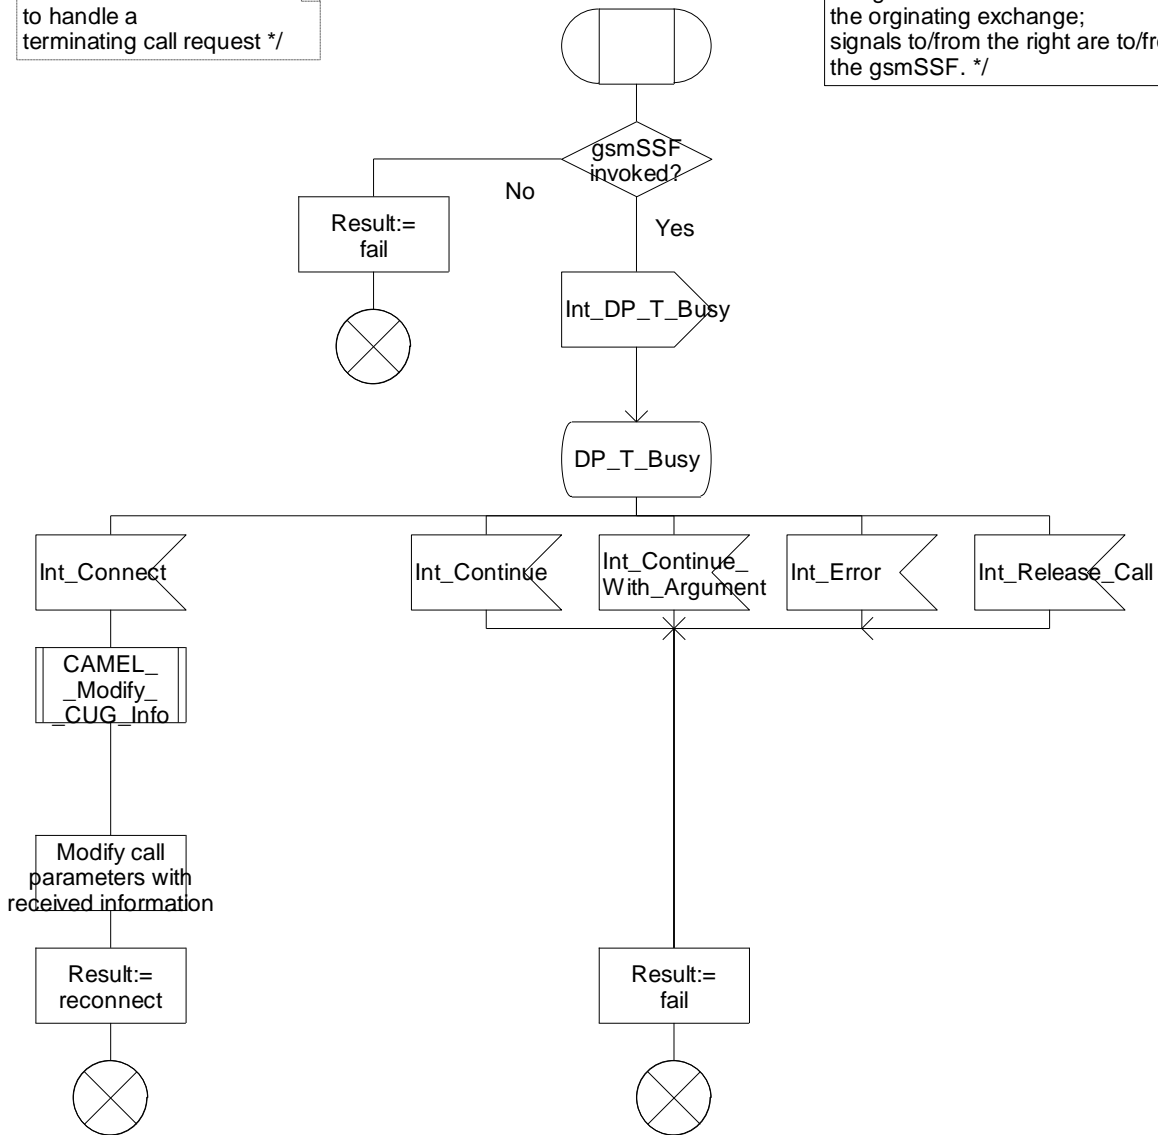 to handle a
terminating call request */
the orginating exchange;
signals to/from the right are to/fr
the gsmSSF. */
gsmSSF
invoked?
No
Yes
Result:=
fail
Int_DP_T_Busy
DP_T_Busy
Int_Connect
Int_Continue
Int_Continue_
With_Argument
Int_Error
Int_Release_Call
CAMEL_
_Modify_
_CUG_Info
Modify call
parameters with
received information
Result:=
reconnect
Result:=
fail